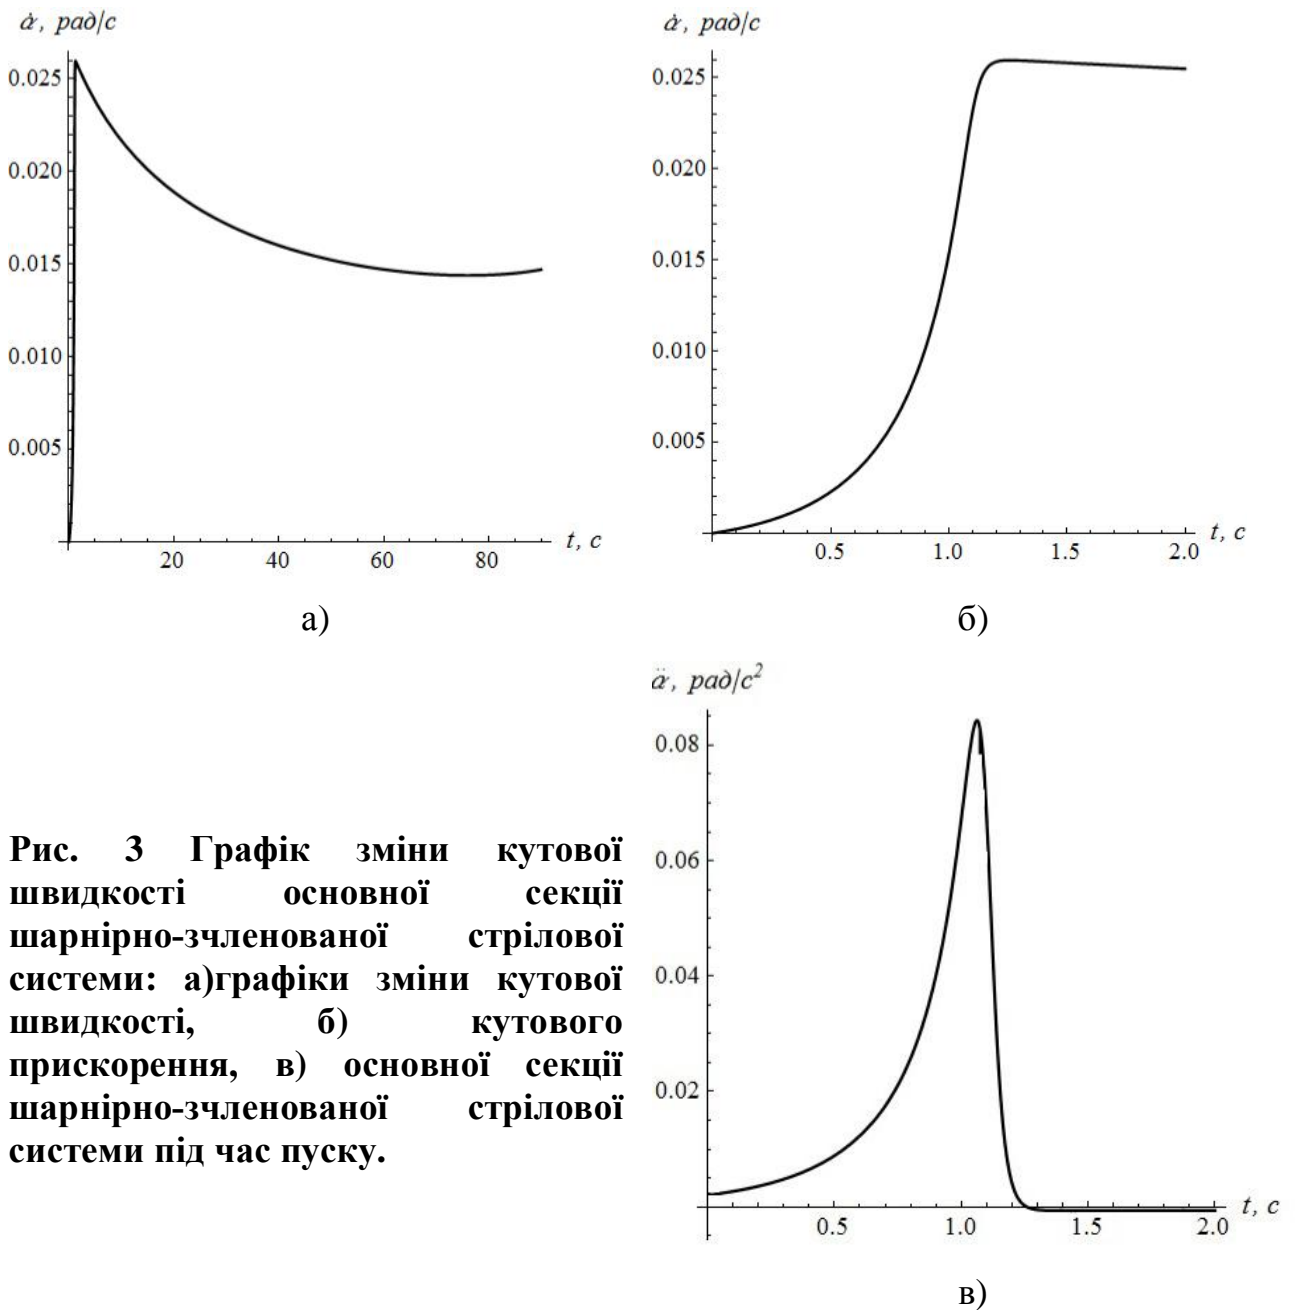 α̇, рад/с
0.025
0.020
0.015
0.010
0.005
20
40
60
80
t, с
а)
α̇, рад/с
0.025
0.020
0.015
0.010
0.005
0.5
1.0
1.5
2.0
t, с
б)
α̈, рад/с²
0.08
0.06
0.04
0.02
0.5
1.0
1.5
2.0
t, с
в)
Рис. 3 Графік зміни кутової
швидкості основної секції
шарнірно-зчленованої стрілової
системи: а)графіки зміни кутової
швидкості, б) кутового
прискорення, в) основної секції
шарнірно-зчленованої стрілової
системи під час пуску.